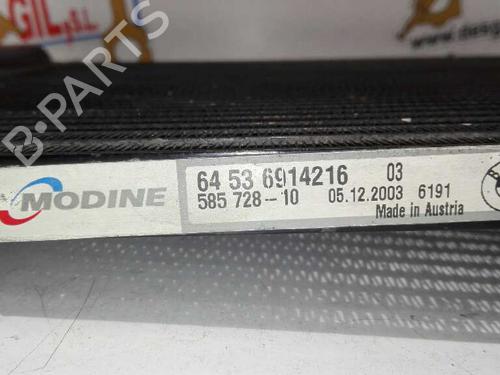 GIL, S.L.
www.desg
B-PARTS
MODINE
64 53 6914216 03
585 728-10 05.12.2003 6191
Made in Austria